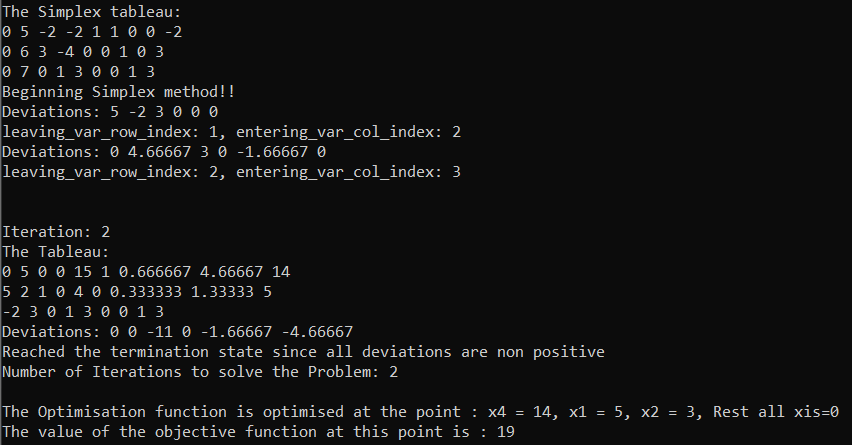 The Simplex tableau:
0 5 -2 -2 1 1 0 0 -2
0 6 3 -4 0 0 1 0 3
0 7 0 1 3 0 0 1 3
Beginning Simplex method!!
Deviations: 5 -2 3 0 0 0
leaving_var_row_index: 1, entering_var_col_index: 2
Deviations: 0 4.66667 3 0 -1.66667 0
leaving_var_row_index: 2, entering_var_col_index: 3
Iteration: 2
The Tableau:
0 5 0 0 15 1 0.666667 4.66667 14
5 2 1 0 4 0 0.333333 1.33333 5
-2 3 0 1 3 0 0 1 3
Deviations: 0 0 -11 0 -1.66667 -4.66667
Reached the termination state since all deviations are non positive
Number of Iterations to solve the Problem: 2
The Optimisation function is optimised at the point : x4 = 14, x1 = 5, x2 = 3, Rest all xis=0
The value of the objective function at this point is : 19